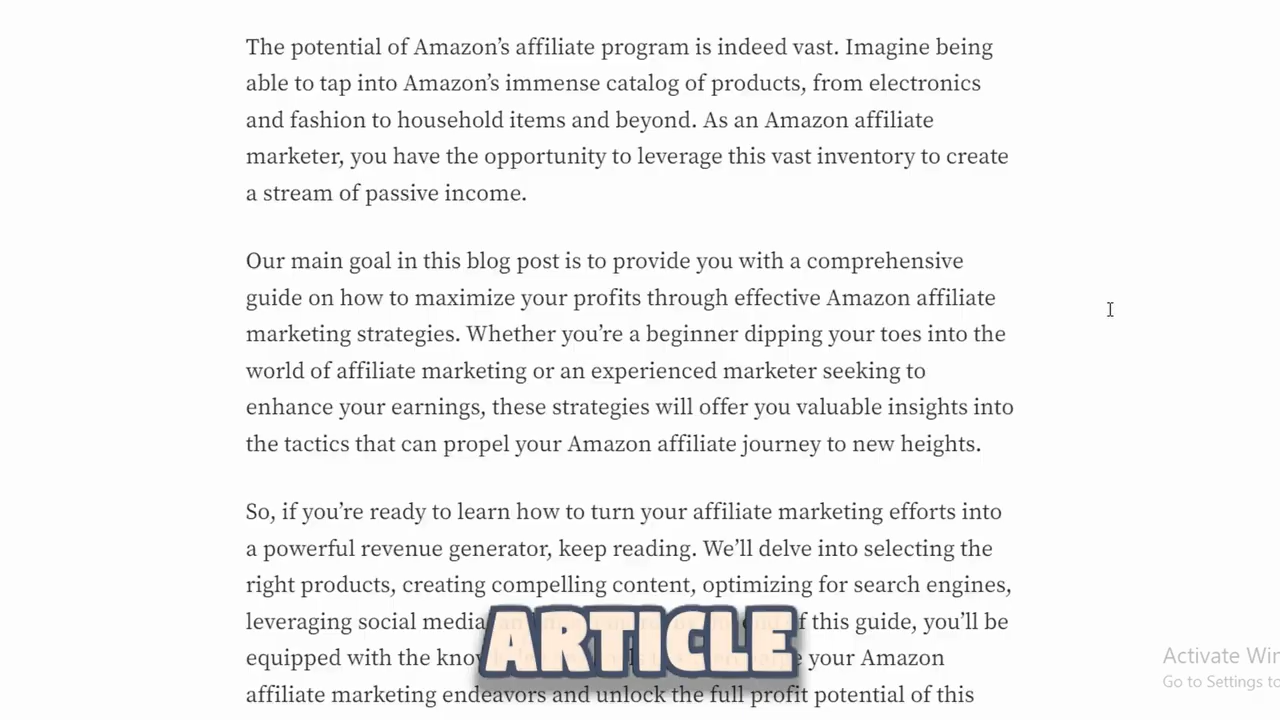 The potential of Amazon’s affiliate program is indeed vast. Imagine being
able to tap into Amazon’s immense catalog of products, from electronics
and fashion to household items and beyond. As an Amazon affiliate
marketer, you have the opportunity to leverage this vast inventory to create
a stream of passive income.
Our main goal in this blog post is to provide you with a comprehensive
guide on how to maximize your profits through effective Amazon affiliate
marketing strategies. Whether you’re a beginner dipping your toes into the
world of affiliate marketing or an experienced marketer seeking to
enhance your earnings, these strategies will offer you valuable insights into
the tactics that can propel your Amazon affiliate journey to new heights.
So, if you’re ready to learn how to turn your affiliate marketing efforts into
a powerful revenue generator, keep reading. We’ll delve into selecting the
right products, creating compelling content, optimizing for search engines,
leveraging social media of this guide, you’ll be
ARTICLE
equipped with the your Amazon
affiliate marketing endeavors and unlock the full profit potential of this
Activate Win
Go to Settings to